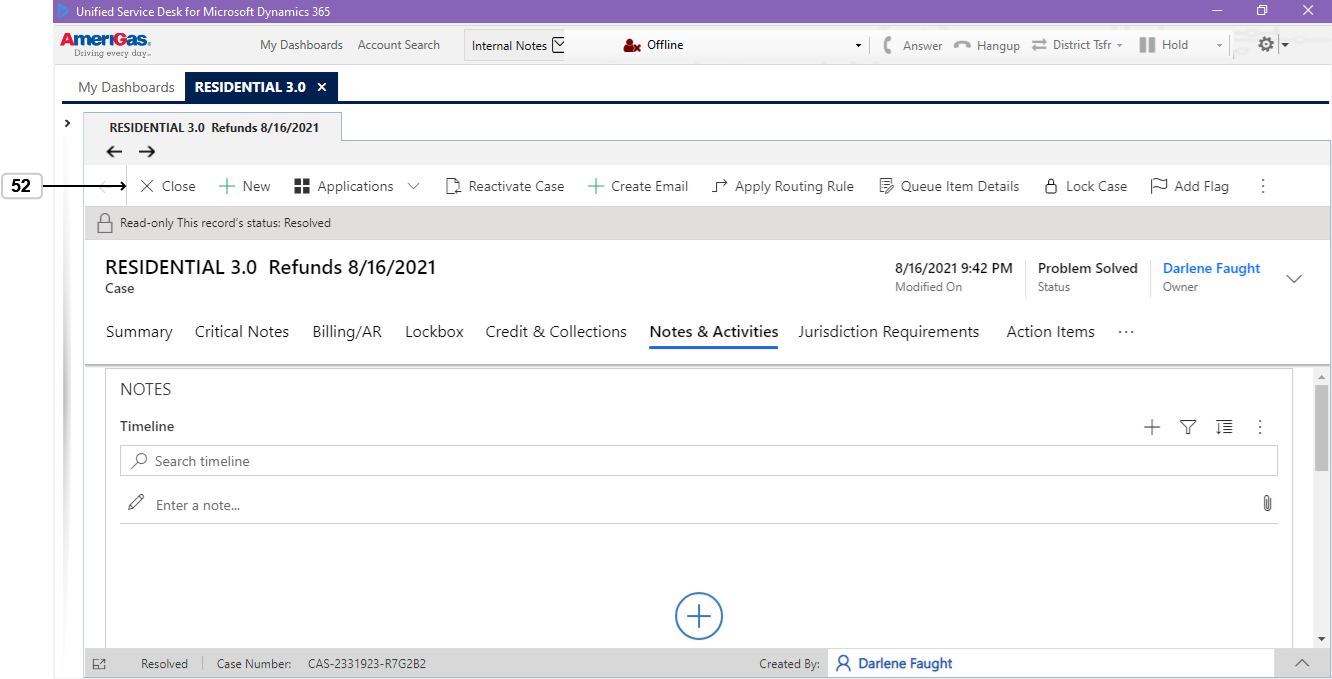 Unified Service Desk for Microsoft Dynamics 365
AmeriGas.
Driving every day..
My Dashboards Account Search Internal Notes Offline Answer Hangup District Tsfr Hold
My Dashboards RESIDENTIAL 3.0
RESIDENTIAL 3.0 Refunds 8/16/2021
52
Close New Applications Reactivate Case Create Email Apply Routing Rule Queue Item Details Lock Case Add Flag
Read-only This record's status: Resolved
RESIDENTIAL 3.0 Refunds 8/16/2021
Case
8/16/2021 9:42 PM
Modified On
Problem Solved
Status
Darlene Faught
Owner
Summary Critical Notes Billing/AR Lockbox Credit & Collections Notes & Activities Jurisdiction Requirements Action Items ...
NOTES
Timeline
Search timeline
Enter a note...
Resolved Case Number: CAS-2331923-R7G2B2 Created By: Darlene Faught